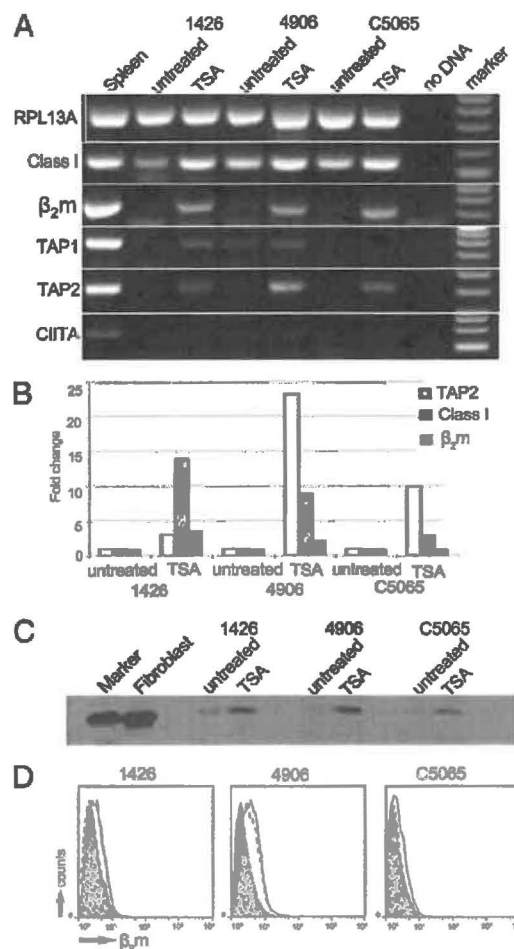 A
1426 4906 C5065
Spleen untreated TSA untreated TSA untreated TSA no DNA marker
RPL13A
Class I
β₂m
TAP1
TAP2
CIITA
B
25
20
15
10
5
0
Fold change
TAP2
Class I
β₂m
untreated TSA untreated TSA untreated TSA
1426 4906 C5065
C
1426 4906 C5065
Marker Fibroblast untreated TSA untreated TSA untreated TSA
D
1426 4906 C5065
counts
β₂m